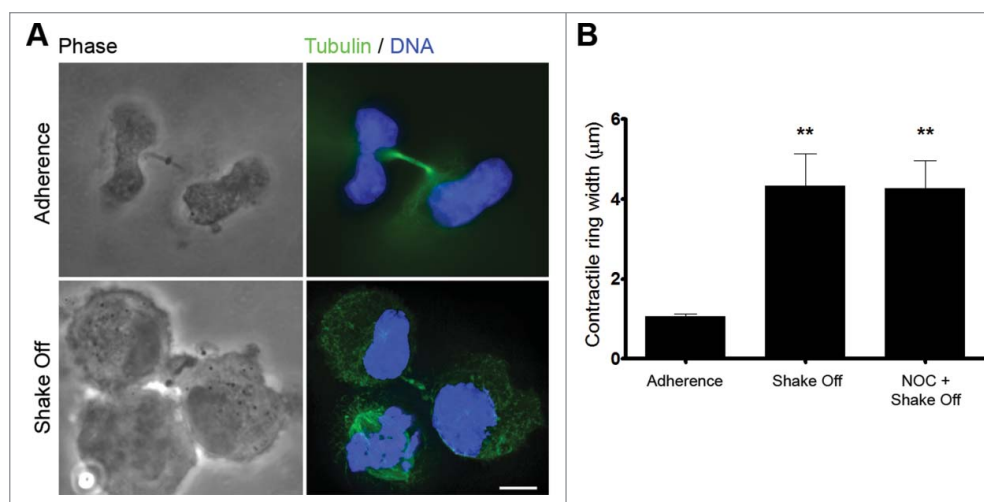 A
Phase
Tubulin / DNA
Adherence
Shake Off
B
Contractile ring width (μm)
6
4
2
0
**
**
Adherence
Shake Off
NOC +
Shake Off